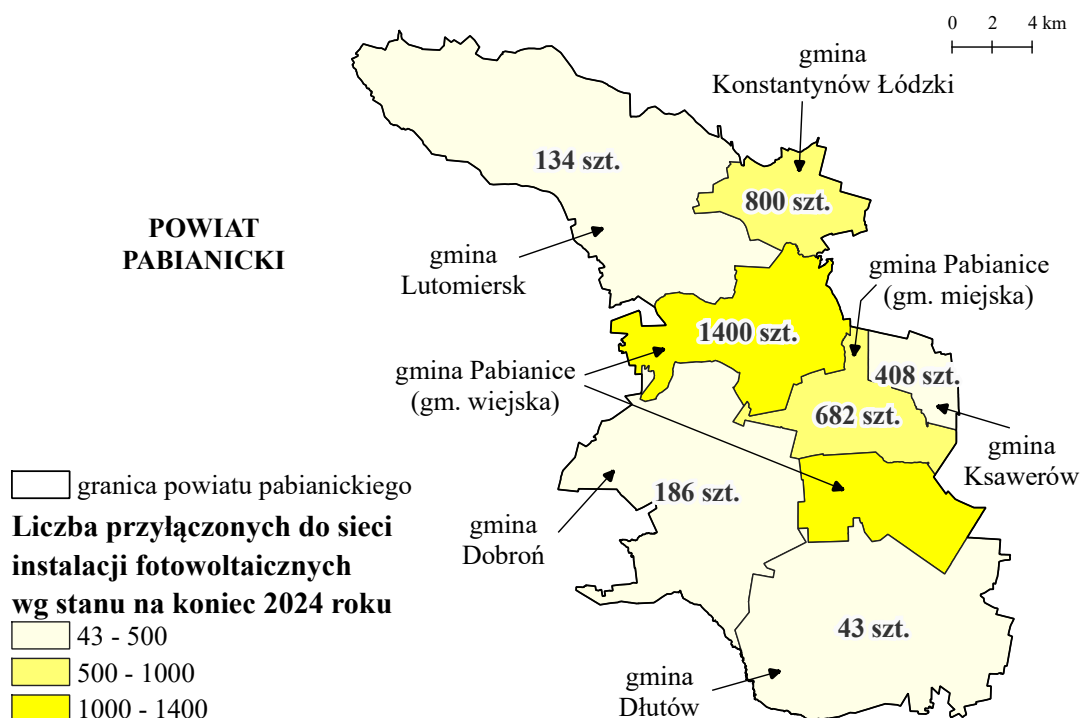 0 2 4 km
gmina
Konstantynów Łódzki
134 szt.
800 szt.
POWIAT
PABIANICKI
gmina
Lutomiersk
gmina Pabianice
(gm. miejska)
1400 szt.
408 szt.
gmina Pabianice
(gm. wiejska)
682 szt.
gmina
Ksawerów
186 szt.
gmina
Dobroń
43 szt.
gmina
Dłutów
granica powiatu pabianickiego
Liczba przyłączonych do sieci
instalacji fotowoltaicznych
wg stanu na koniec 2024 roku
43 - 500
500 - 1000
1000 - 1400